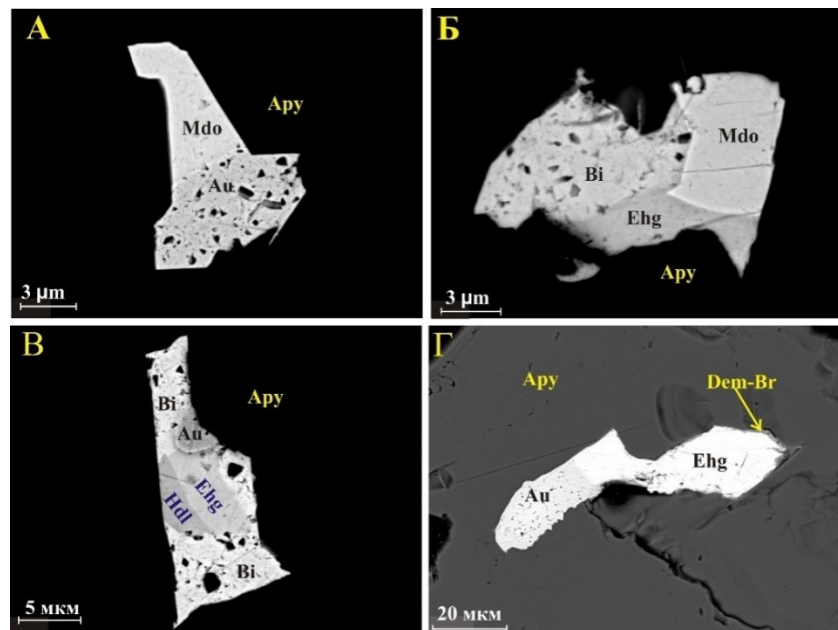 А
Apy
Mdo
Au
3 µm
Б
Mdo
Bi
Ehg
Apy
3 µm
В
Bi
Apy
Au
Ehg
Hdl
Bi
5 мкм
Г
Apy
Dem-Br
Ehg
Au
20 мкм